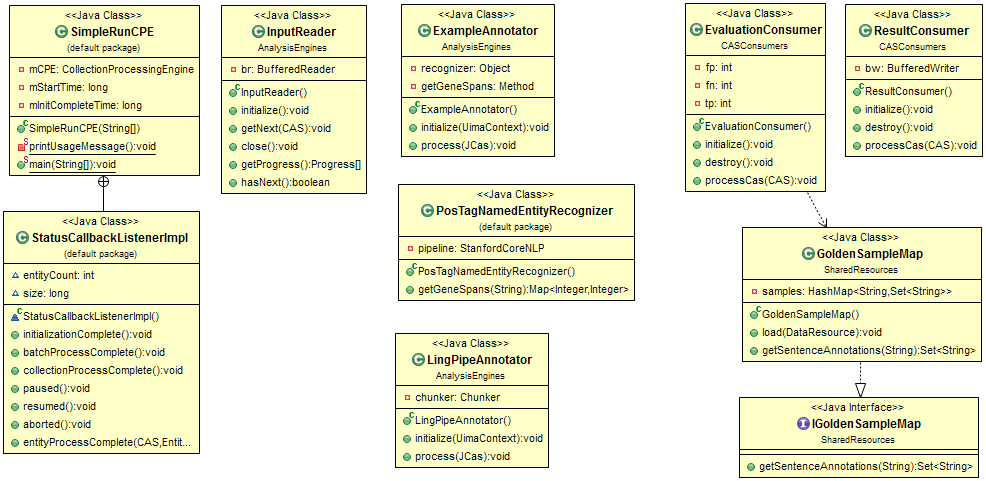 <<Java Class>>
SimpleRunCPE
(default package)
mCPE: CollectionProcessingEngine
mStartTime: long
mInitCompleteTime: long
SimpleRunCPE(String[])
printUsageMessage():void
main(String[]):void
<<Java Class>>
StatusCallbackListenerImpl
(default package)
entityCount: int
size: long
StatusCallbackListenerImpl()
initializationComplete():void
batchProcessComplete():void
collectionProcessComplete():void
paused():void
resumed():void
aborted():void
entityProcessComplete(CAS,Entit...
<<Java Class>>
InputReader
AnalysisEngines
br: BufferedReader
InputReader()
initialize():void
getNext(CAS):void
close():void
getProgress():Progress[]
hasNext():boolean
<<Java Class>>
ExampleAnnotator
AnalysisEngines
recognizer: Object
getGeneSpans: Method
ExampleAnnotator()
initialize(UimaContext):void
process(JCas):void
<<Java Class>>
PosTagNamedEntityRecognizer
(default package)
pipeline: StanfordCoreNLP
PosTagNamedEntityRecognizer()
getGeneSpans(String):Map<Integer,Integer>
<<Java Class>>
LingPipeAnnotator
AnalysisEngines
chunker: Chunker
LingPipeAnnotator()
initialize(UimaContext):void
process(JCas):void
<<Java Class>>
EvaluationConsumer
CASConsumers
fp: int
fn: int
tp: int
EvaluationConsumer()
initialize():void
destroy():void
processCas(CAS):void
<<Java Class>>
ResultConsumer
CASConsumers
bw: BufferedWriter
ResultConsumer()
initialize():void
destroy():void
processCas(CAS):void
<<Java Class>>
GoldenSampleMap
SharedResources
samples: HashMap<String,Set<String>>
GoldenSampleMap()
load(DataResource):void
getSentenceAnnotations(String):Set<String>
<<Java Interface>>
IGoldenSampleMap
SharedResources
getSentenceAnnotations(String):Set<String>